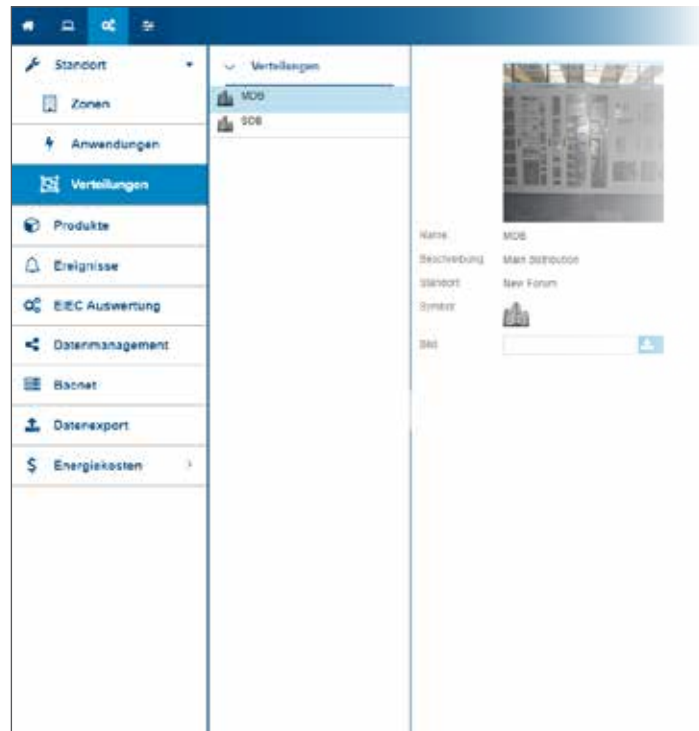 Standort
Zonen
Anwendungen
Verteilungen
Produkte
Ereignisse
EIEC Auswertung
Datenmanagement
Bacnet
Datenexport
$ Energiekosten
Verteilungen
MDB
SDB
Name MDB
Beschreibung Main Distribution
Standort New Forum
Symbol
Bild